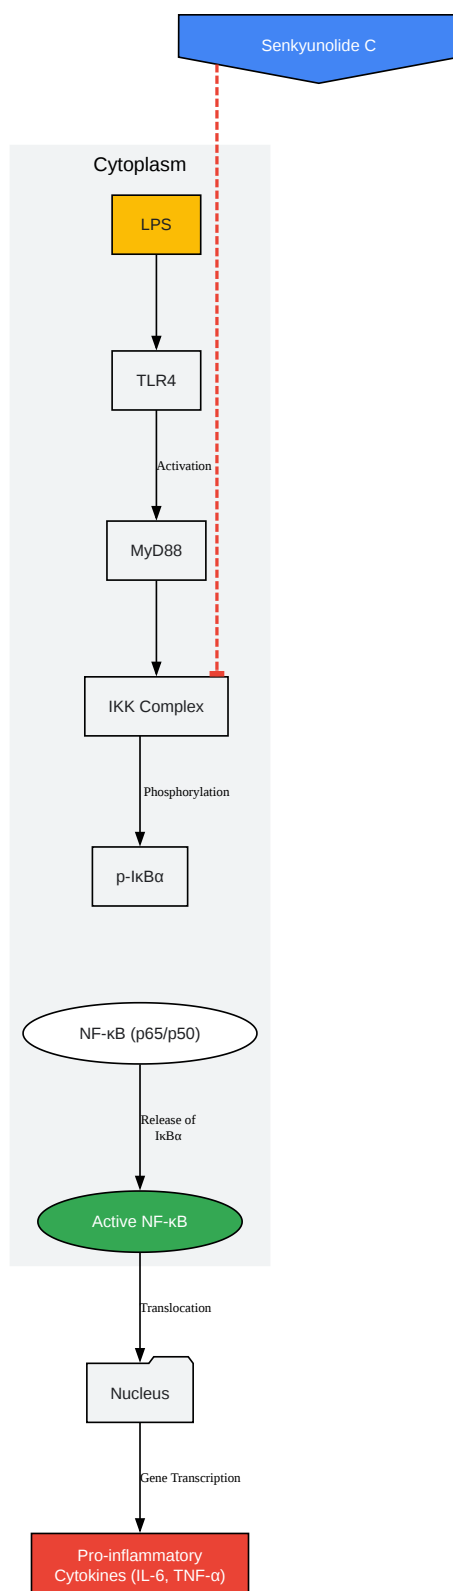 Senkyunolide C
Cytoplasm
LPS
TLR4
Activation
MyD88
IKK Complex
Phosphorylation
p-IκBα
NF-κB (p65/p50)
Release of
IκBα
Active NF-κB
Translocation
Nucleus
Gene Transcription
Pro-inflammatory
Cytokines (IL-6, TNF-α)